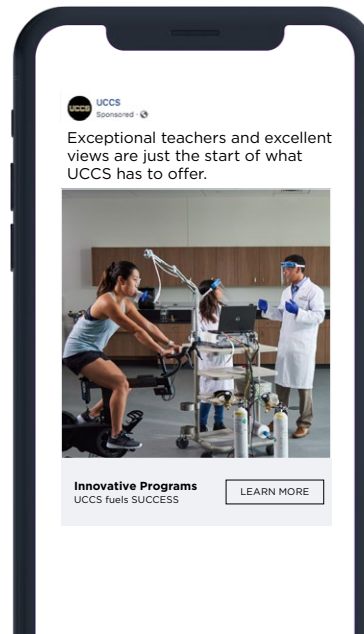 UCCS
UCCS
Sponsored ·
Exceptional teachers and excellent
views are just the start of what
UCCS has to offer.
Innovative Programs
UCCS fuels SUCCESS
LEARN MORE